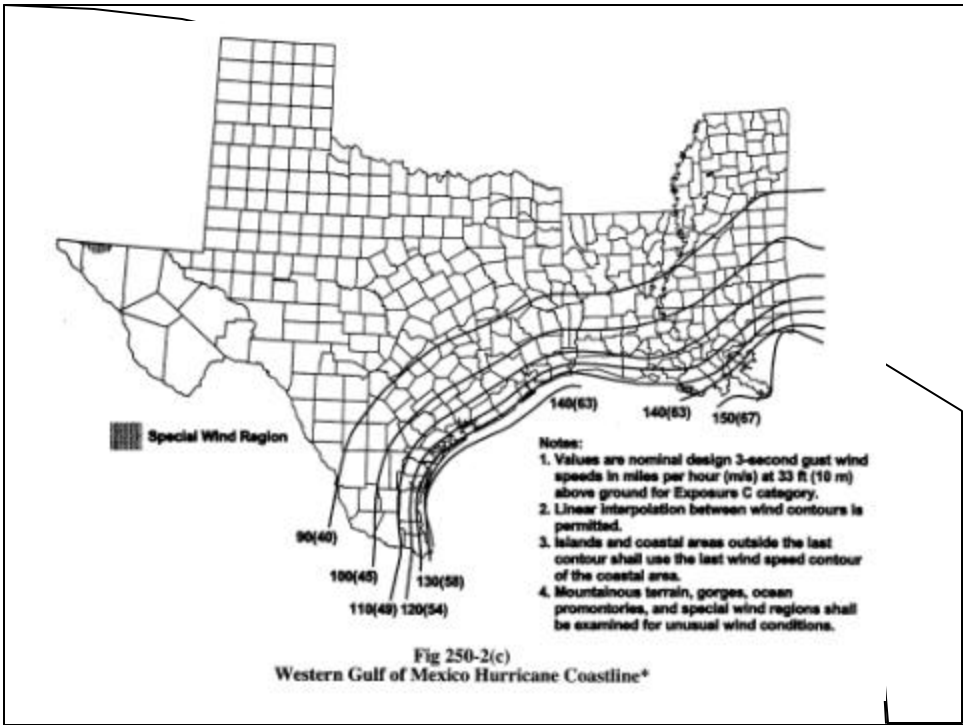 140(63)
140(63)
150(67)
Special Wind Region
90(40)
100(45)
130(58)
110(49) 120(54)
Notes:
1. Values are nominal design 3-second gust wind
speeds in miles per hour (m/s) at 33 ft (10 m)
above ground for Exposure C category.
2. Linear interpolation between wind contours is
permitted.
3. Islands and coastal areas outside the last
contour shall use the last wind speed contour
of the coastal area.
4. Mountainous terrain, gorges, ocean
promontories, and special wind regions shall
be examined for unusual wind conditions.
Fig 250-2(c)
Western Gulf of Mexico Hurricane Coastline*